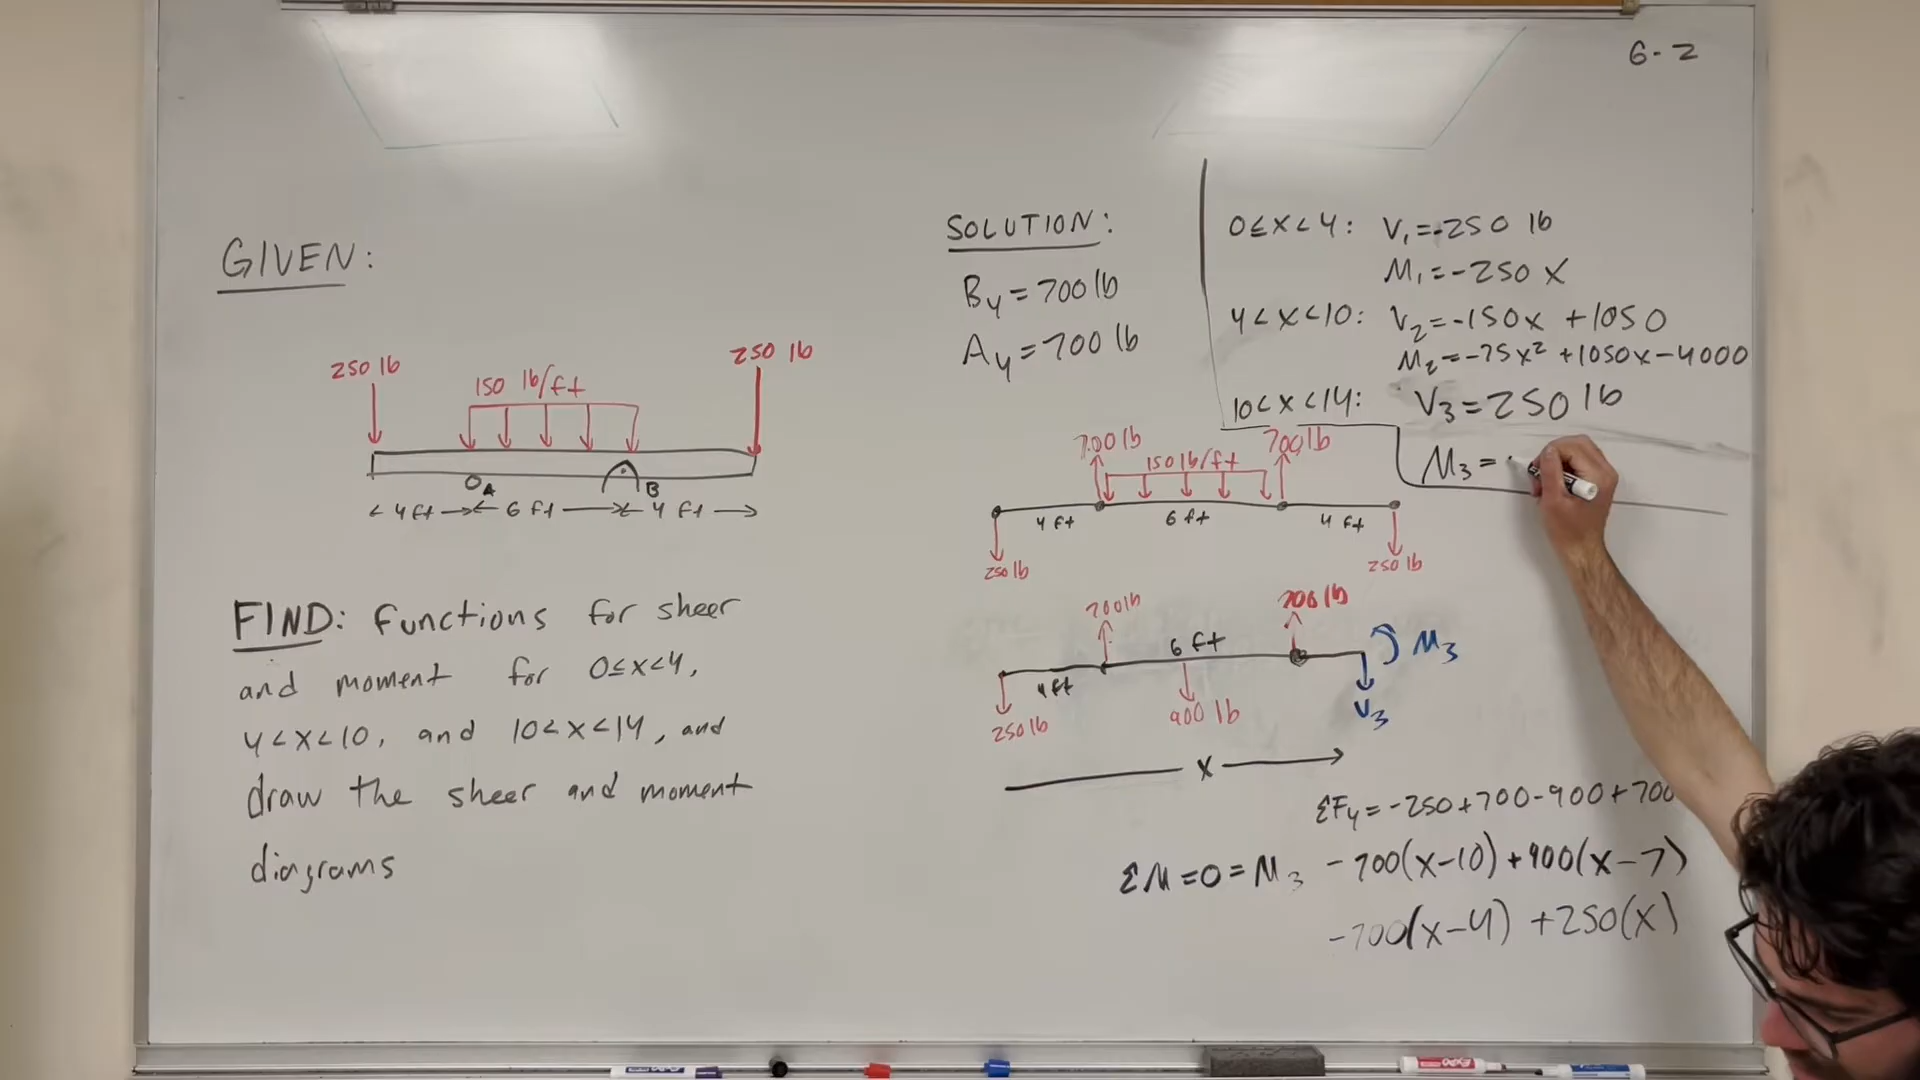 6-2
GIVEN:
250 lb
150 lb/ft
250 lb
A
B
4 ft
6 ft
4 ft
FIND: functions for sheer
and moment for 0≤x<4,
4<x<10, and 10<x<14, and
draw the sheer and moment
diagrams
SOLUTION:
By=700 lb
Ay=700 lb
0≤x<4: V1=-250 lb
M1=-250x
4<x<10: V2=-150x+1050
M2=-75x²+1050x-4000
10<x<14: V3=250 lb
M3=
700 lb
150 lb/ft
700 lb
4 ft
6 ft
4 ft
250 lb
250 lb
700 lb
6 ft
700 lb
M3
4 ft
250 lb
900 lb
V3
x
ΣFy=-250+700-900+700
ΣM=0=M3 -700(x-10)+900(x-7)
-700(x-4)+250(x)
EXPO